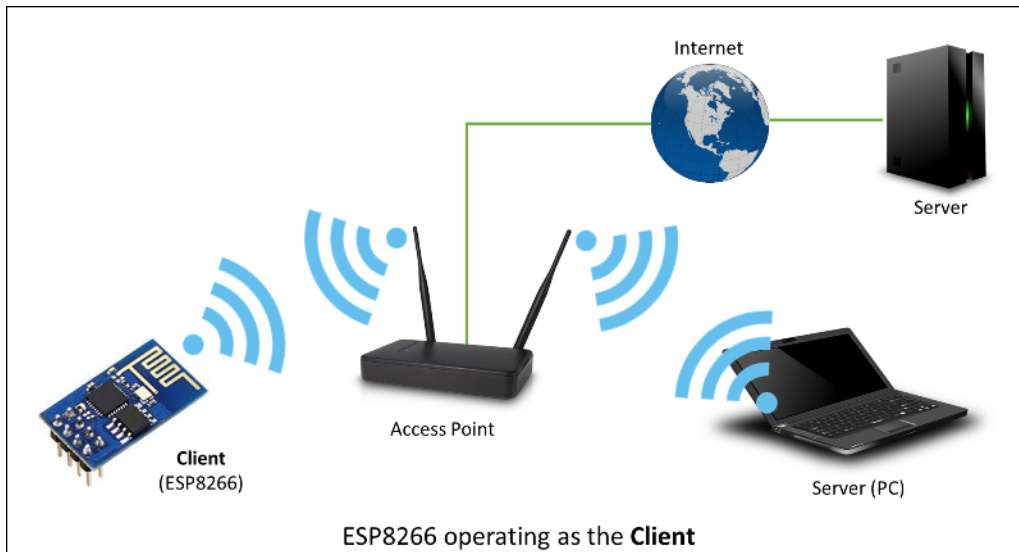 Internet
Server
Access Point
Client
(ESP8266)
Server (PC)
ESP8266 operating as the Client